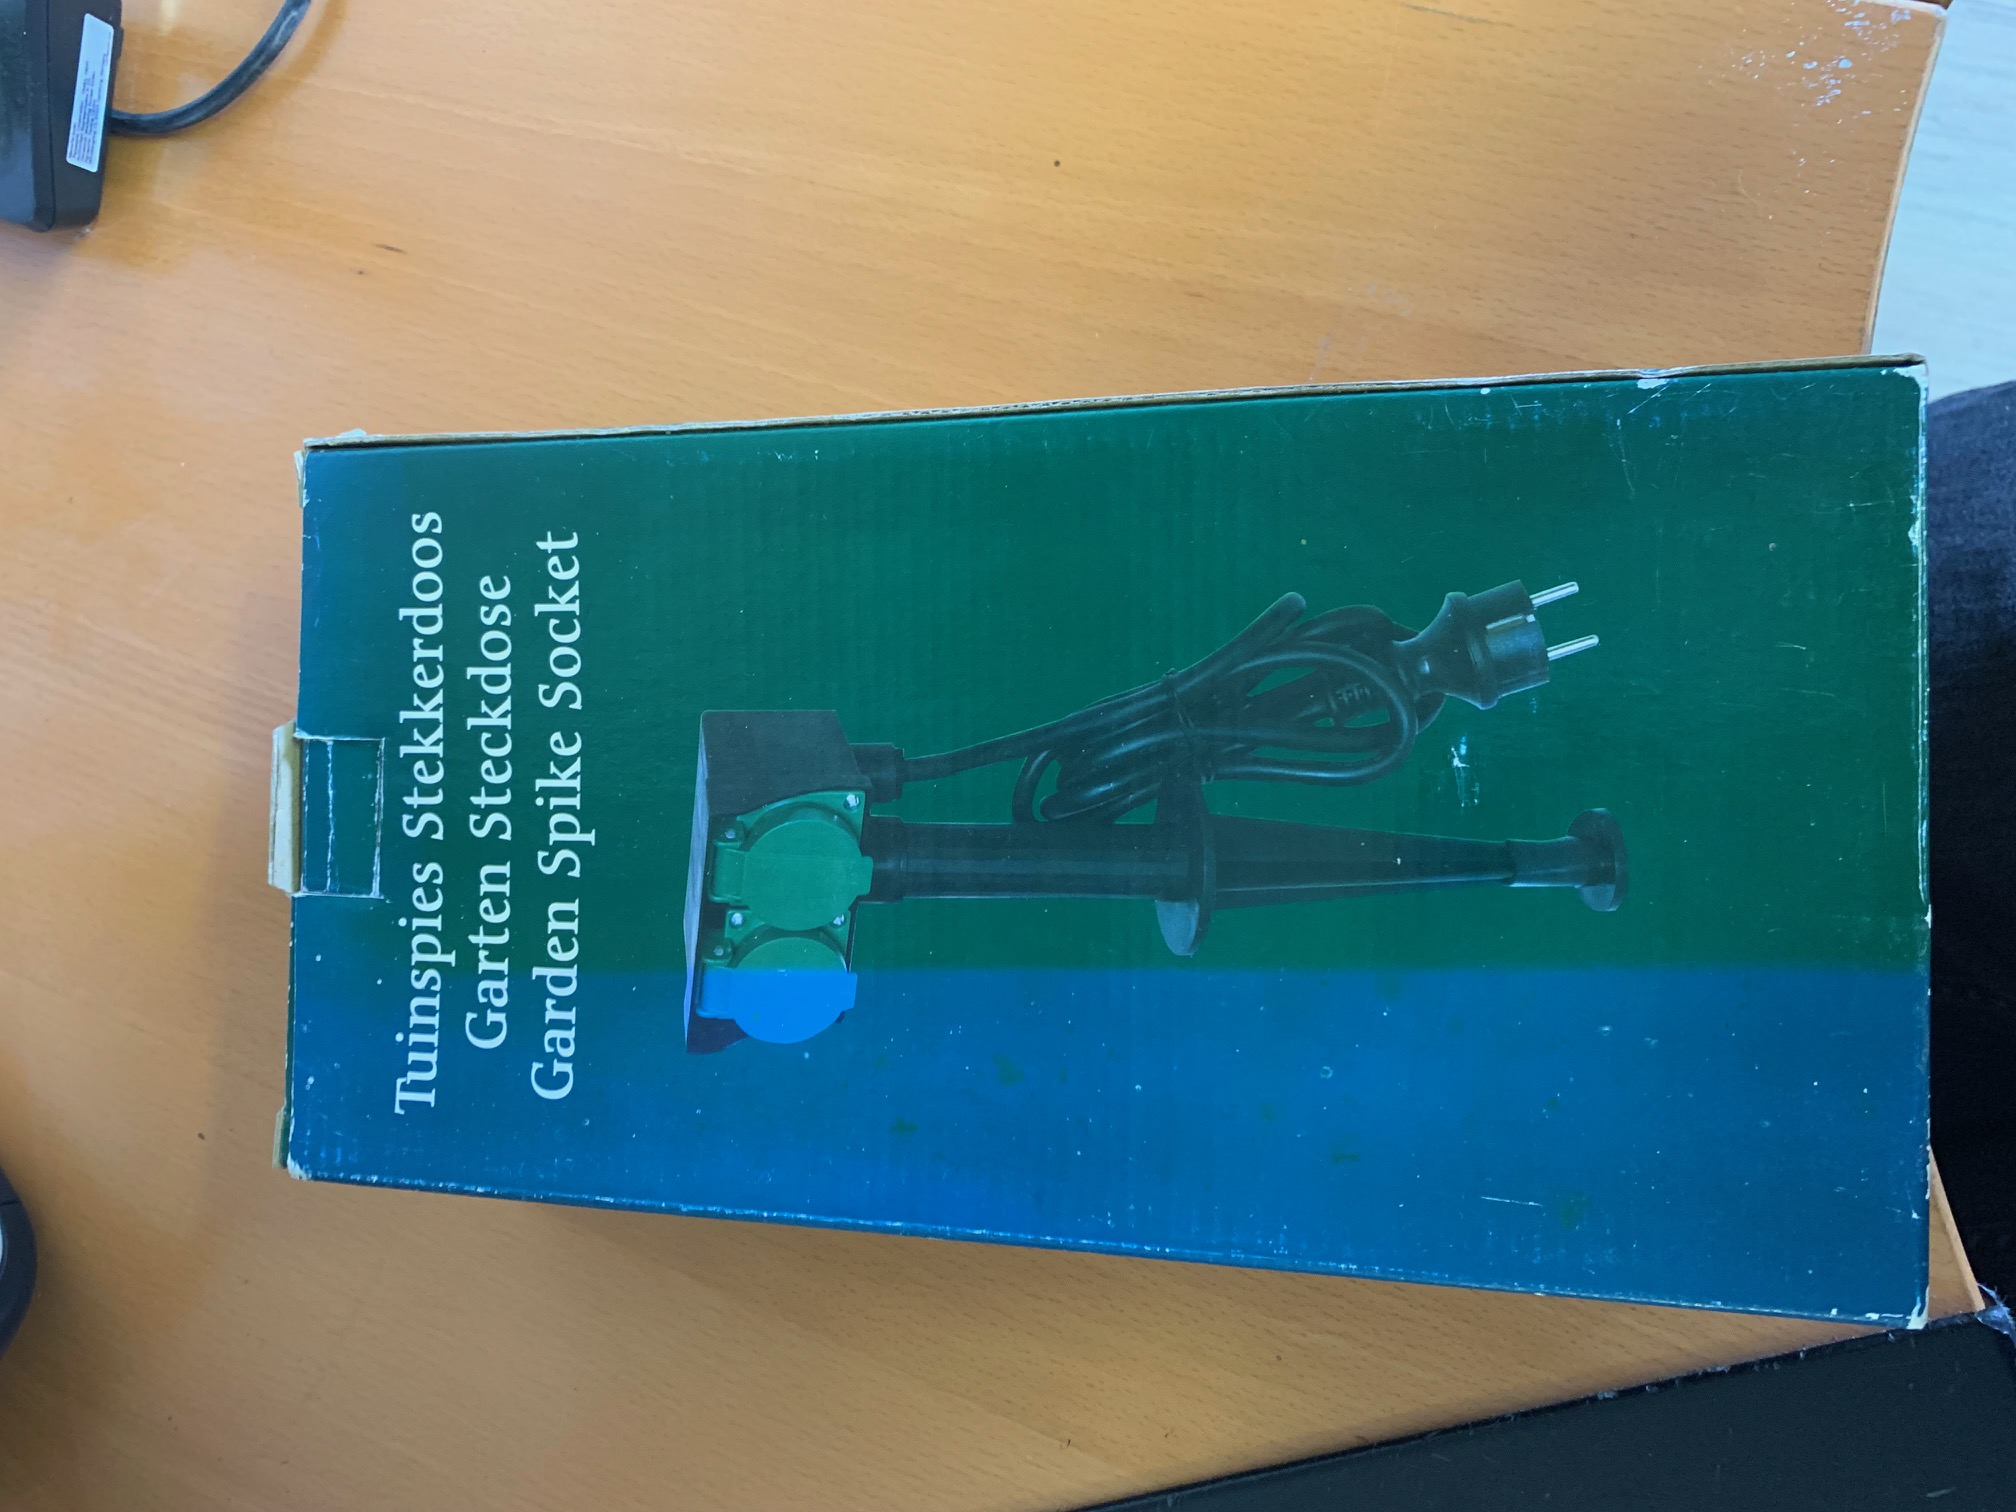 Tuinspies Stekkerdoos
Garten Steckdose
Garden Spike Socket